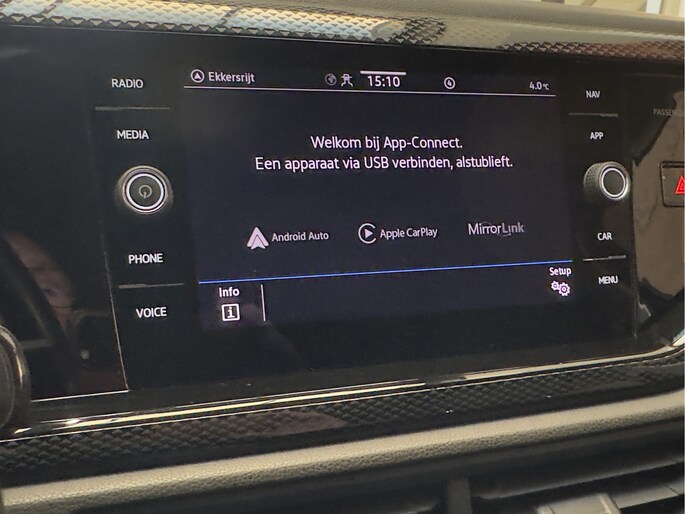 RADIO
MEDIA
PHONE
VOICE
Ekkersrijt
15:10
4
4.0°C
Welkom bij App-Connect.
Een apparaat via USB verbinden, alstublieft.
Android Auto
Apple CarPlay
MirrorLink
Info
i
Setup
NAV
APP
CAR
MENU